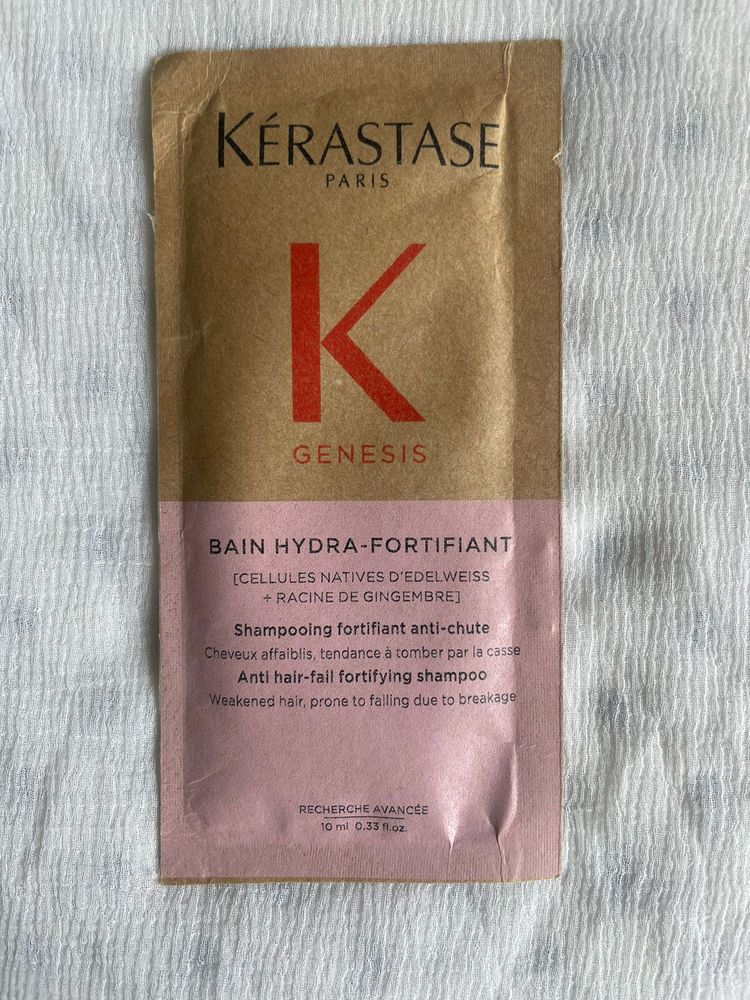 KÉRASTASE
PARIS
K
GENESIS
BAIN HYDRA-FORTIFIANT
[CELLULES NATIVES D'EDELWEISS
+ RACINE DE GINGEMBRE]
Shampooing fortifiant anti-chute
Cheveux affaiblis, tendance à tomber par la casse
Anti hair-fall fortifying shampoo
Weakened hair, prone to falling due to breakage
RECHERCHE AVANCÉE
10 ml 0.33 fl.oz.